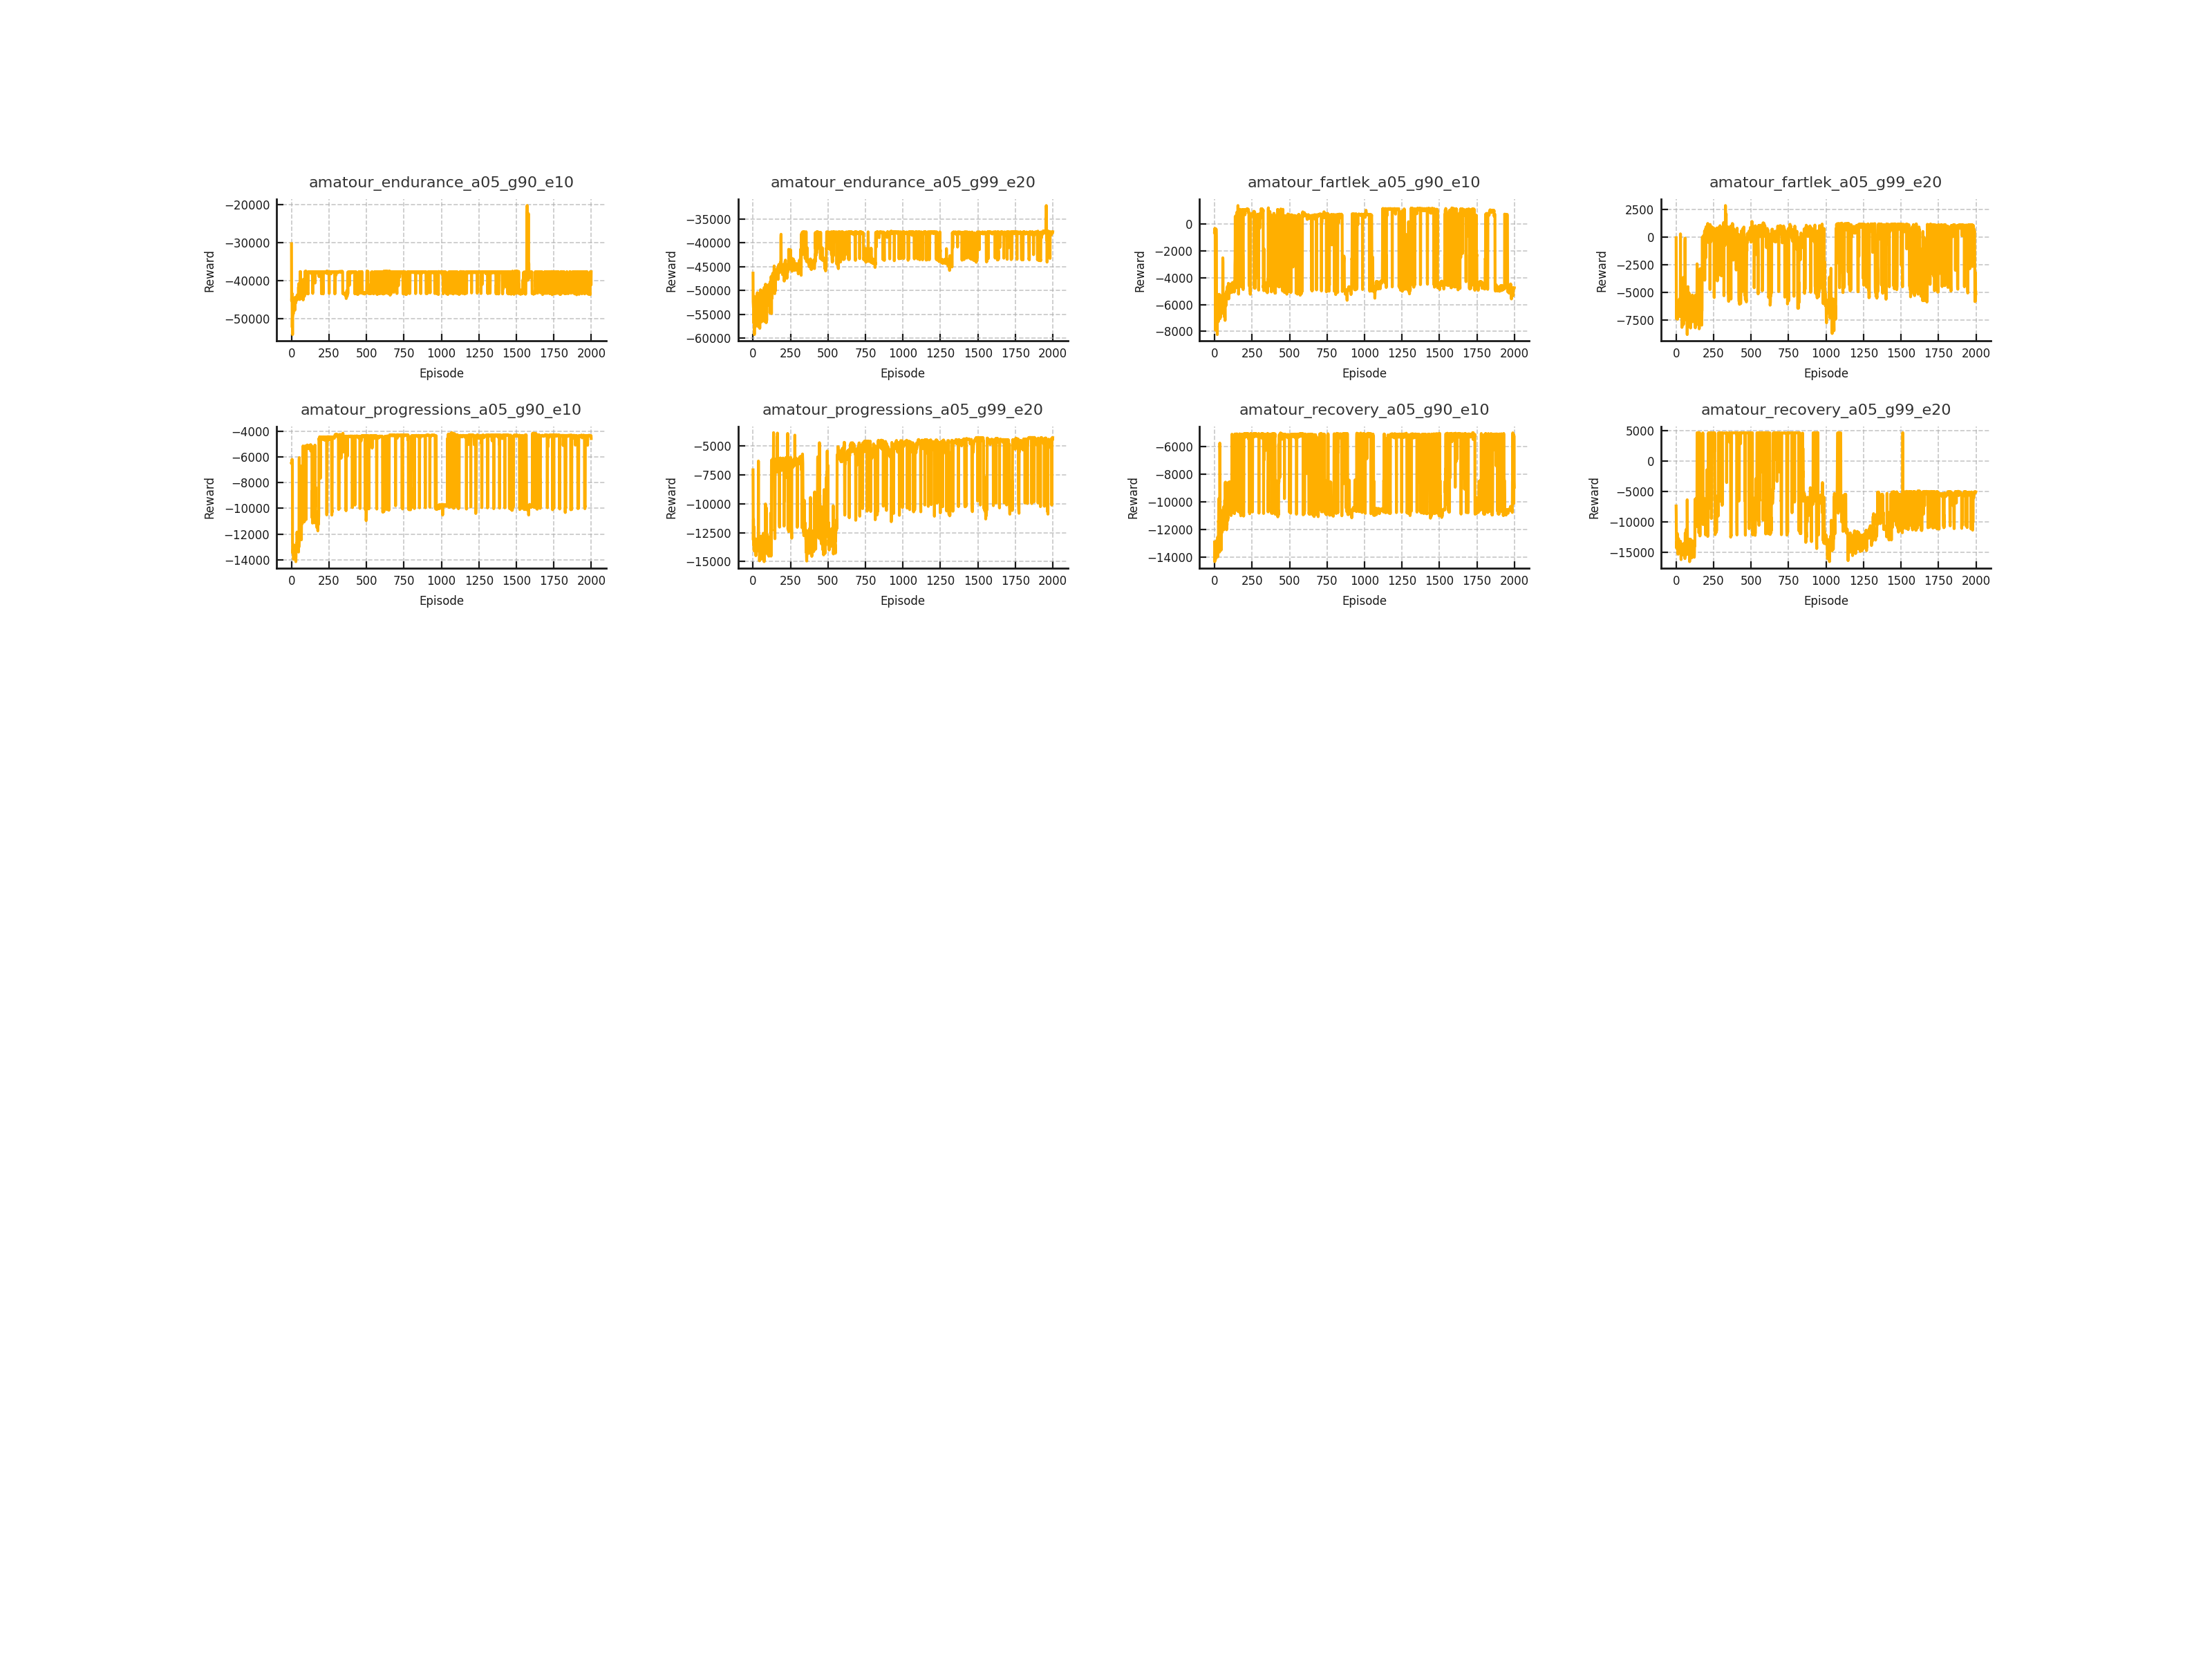 amatour_endurance_a05_g90_e10
Reward
−20000
−30000
−40000
−50000
0 250 500 750 1000 1250 1500 1750 2000
Episode
amatour_endurance_a05_g99_e20
Reward
−35000
−40000
−45000
−50000
−55000
−60000
0 250 500 750 1000 1250 1500 1750 2000
Episode
amatour_fartlek_a05_g90_e10
Reward
0
−2000
−4000
−6000
−8000
0 250 500 750 1000 1250 1500 1750 2000
Episode
amatour_fartlek_a05_g99_e20
Reward
2500
0
−2500
−5000
−7500
0 250 500 750 1000 1250 1500 1750 2000
Episode
amatour_progressions_a05_g90_e10
Reward
−4000
−6000
−8000
−10000
−12000
−14000
0 250 500 750 1000 1250 1500 1750 2000
Episode
amatour_progressions_a05_g99_e20
Reward
−5000
−7500
−10000
−12500
−15000
0 250 500 750 1000 1250 1500 1750 2000
Episode
amatour_recovery_a05_g90_e10
Reward
−6000
−8000
−10000
−12000
−14000
0 250 500 750 1000 1250 1500 1750 2000
Episode
amatour_recovery_a05_g99_e20
Reward
5000
0
−5000
−10000
−15000
0 250 500 750 1000 1250 1500 1750 2000
Episode